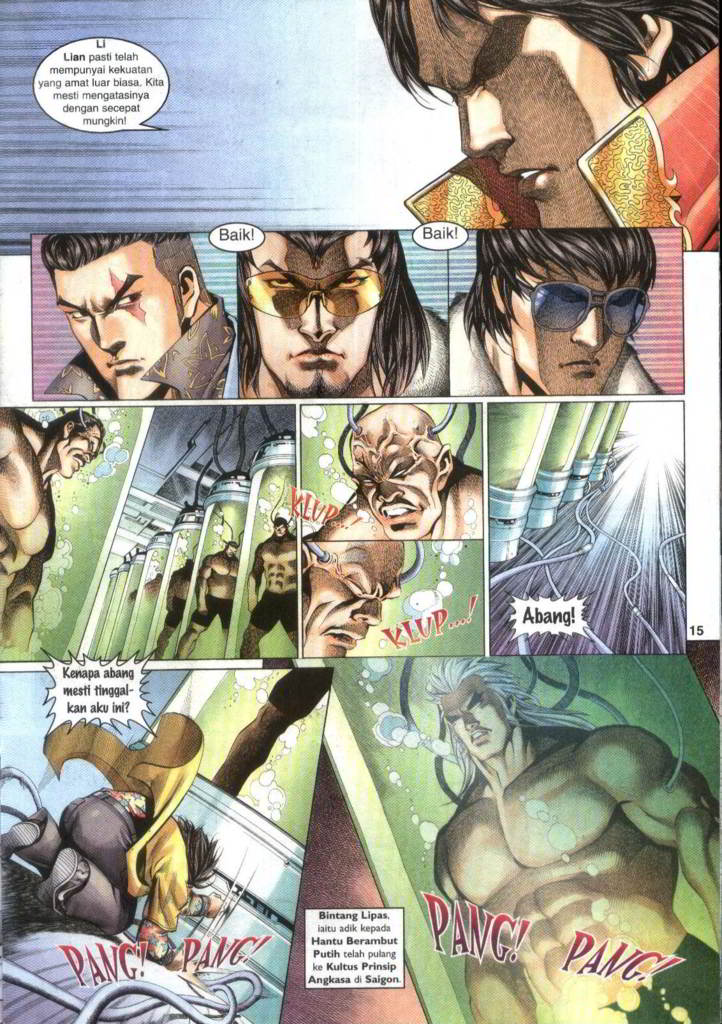 Li
Lian pasti telah
mempunyai kekuatan
yang amat luar biasa. Kita
mesti mengatasinya
dengan secepat
mungkin!
Baik!
Baik!
KLUP...
KLUP...!
Abang!
15
Kenapa abang
mesti tinggal-
kan aku ini?
PANG!
PANG!
Bintang Lipas,
iaitu adik kepada
Hantu Berambut
Putih telah pulang
ke Kultus Prinsip
Angkasa di Saigon.
PANG!
PANG!